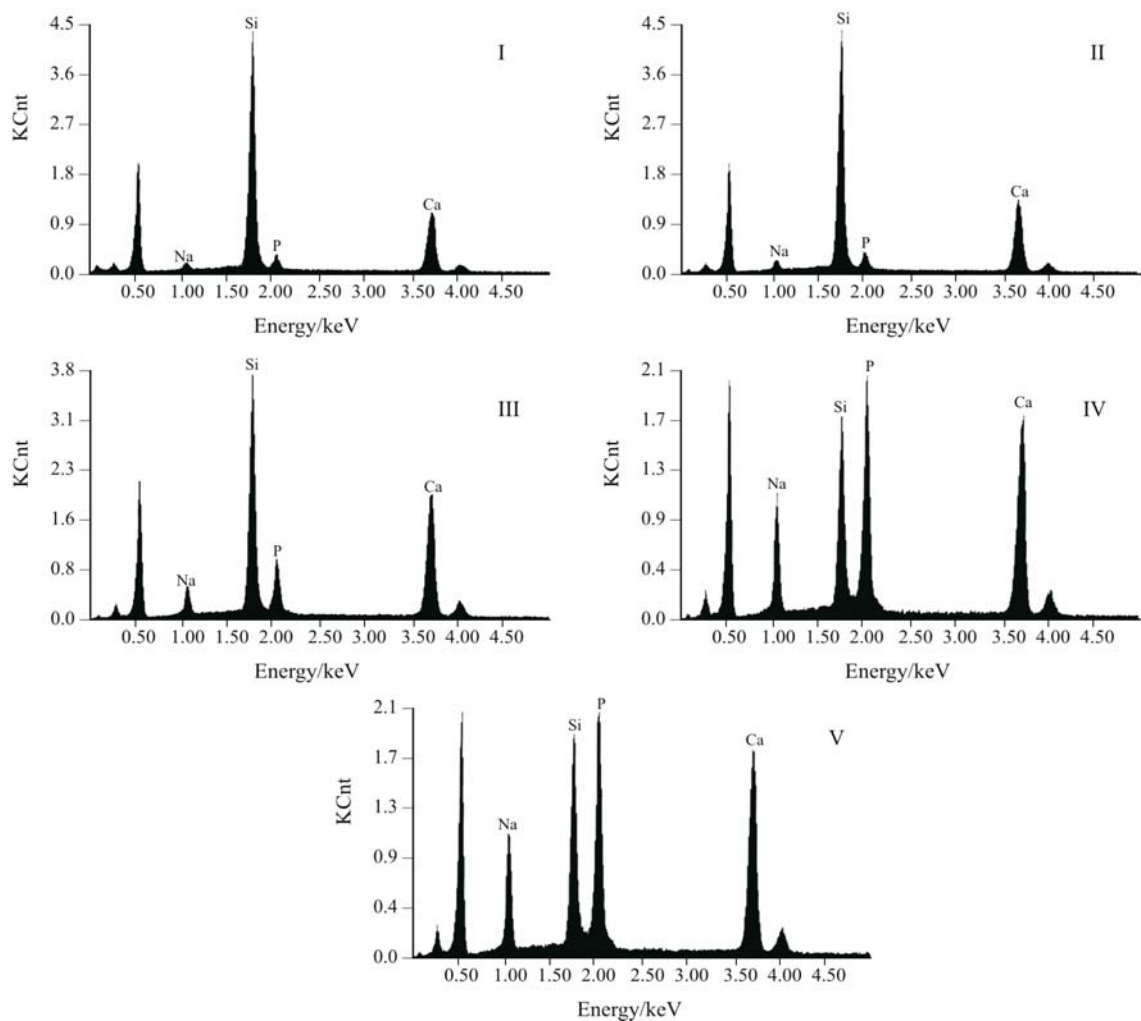 4.5
Si
I
3.6
KCnt
2.7
1.8
Ca
0.9
Na
P
0.0
0.50 1.00 1.50 2.00 2.50 3.00 3.50 4.00 4.50
Energy/keV
4.5
Si
II
3.6
KCnt
2.7
1.8
Ca
0.9
Na
P
0.0
0.50 1.00 1.50 2.00 2.50 3.00 3.50 4.00 4.50
Energy/keV
3.8
Si
III
3.1
KCnt
2.3
Ca
1.6
P
0.8
Na
0.0
0.50 1.00 1.50 2.00 2.50 3.00 3.50 4.00 4.50
Energy/keV
2.1
P
Si
Ca
IV
1.7
KCnt
1.3
Na
0.9
0.4
0.0
0.50 1.00 1.50 2.00 2.50 3.00 3.50 4.00 4.50
Energy/keV
2.1
P
Si
V
Ca
1.7
KCnt
1.3
Na
0.9
0.4
0.0
0.50 1.00 1.50 2.00 2.50 3.00 3.50 4.00 4.50
Energy/keV